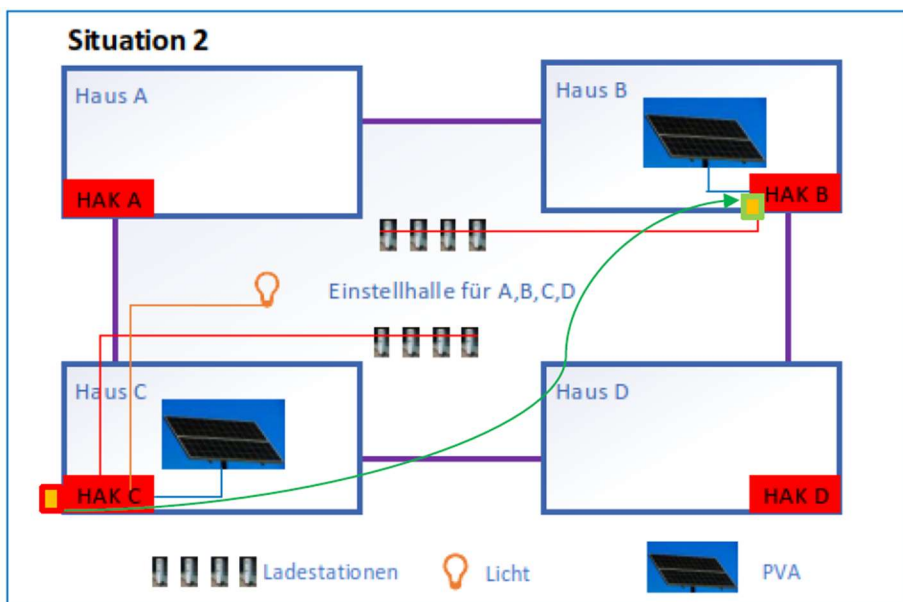 Situation 2
Haus A
Haus B
HAK A
HAK B
Einstellhalle für A,B,C,D
Haus C
Haus D
HAK C
HAK D
Ladestationen
Licht
PVA